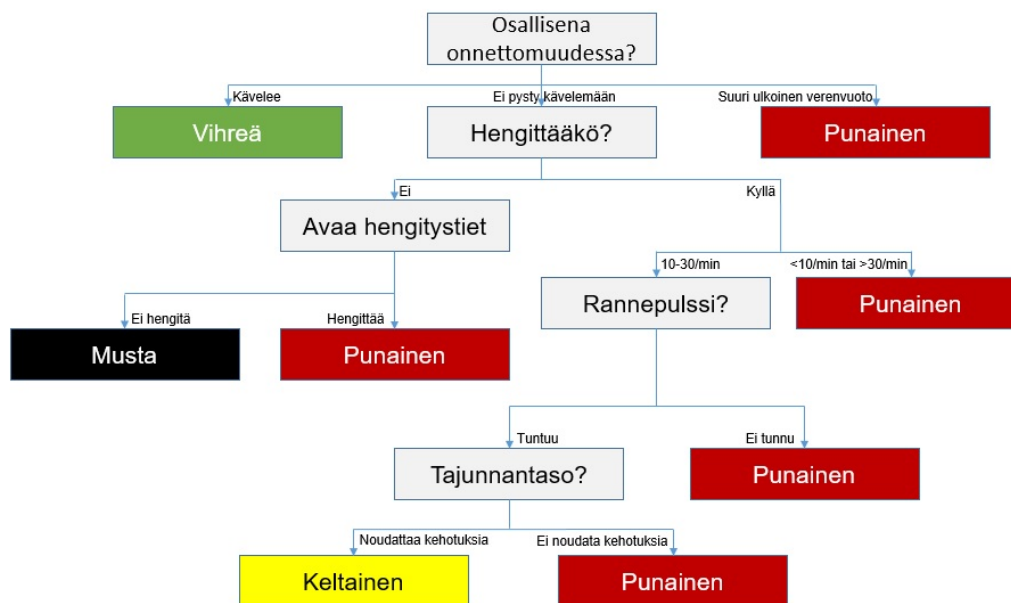 Osallisena
onnettomuudessa?
Kävelee
Ei pysty kävelemään
Suuri ulkoinen verenvuoto
Vihreä
Hengittääkö?
Punainen
Ei
Kyllä
Avaa hengitystiet
10-30/min
<10/min tai >30/min
Rannepulssi?
Punainen
Ei hengitä
Hengittää
Musta
Punainen
Tuntuu
Ei tunnu
Tajunnantaso?
Punainen
Noudattaa kehotuksia
Ei noudata kehotuksia
Keltainen
Punainen